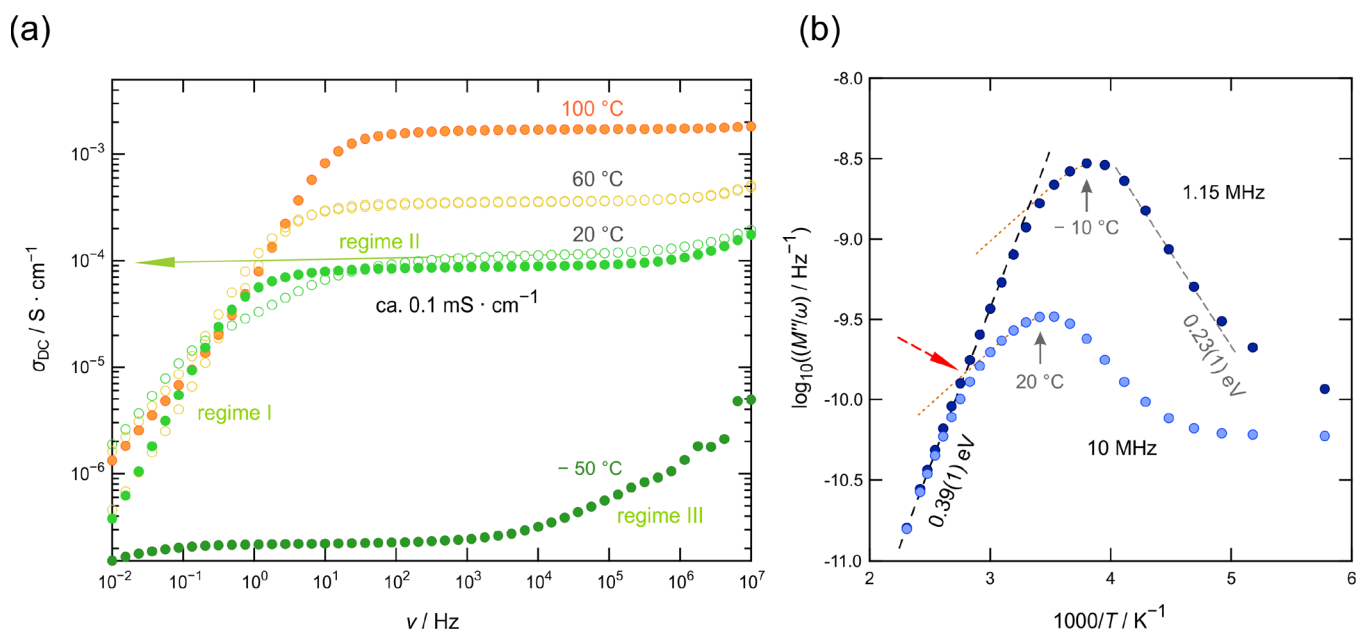 (a)
(b)
100 °C
60 °C
regime II
20 °C
ca. 0.1 mS · cm⁻¹
regime I
− 50 °C
regime III
10⁻³
10⁻⁴
10⁻⁵
10⁻⁶
σDC / S · cm⁻¹
10⁻² 10⁻¹ 10⁰ 10¹ 10² 10³ 10⁴ 10⁵ 10⁶ 10⁷
ν / Hz
-8.0
-8.5
-9.0
-9.5
-10.0
-10.5
-11.0
log₁₀((M″/ω) / Hz⁻¹)
1.15 MHz
− 10 °C
0.23(1) eV
20 °C
10 MHz
0.39(1) eV
2 3 4 5 6
1000/T / K⁻¹